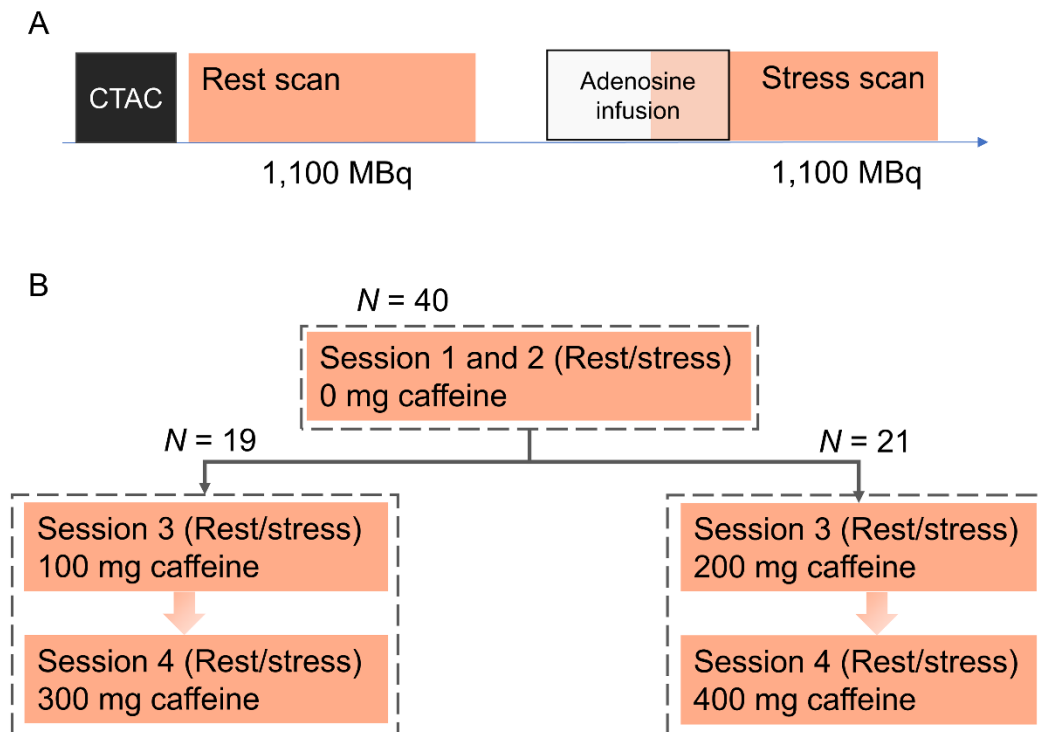 A
CTAC
Rest scan
Adenosine
infusion
Stress scan
1,100 MBq
1,100 MBq
B
N = 40
Session 1 and 2 (Rest/stress)
0 mg caffeine
N = 19
N = 21
Session 3 (Rest/stress)
100 mg caffeine
Session 3 (Rest/stress)
200 mg caffeine
Session 4 (Rest/stress)
300 mg caffeine
Session 4 (Rest/stress)
400 mg caffeine